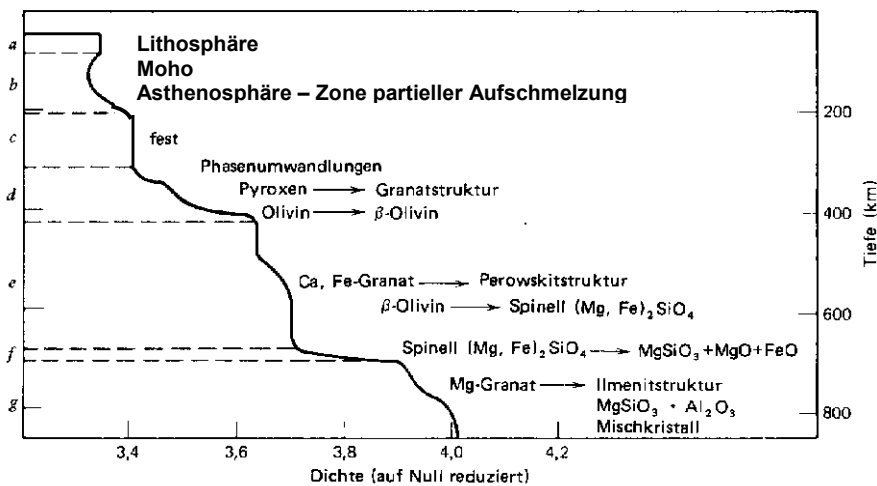 a
Lithosphäre
Moho
b
Asthenosphäre – Zone partieller Aufschmelzung
200
c
fest
Phasenumwandlungen
d
Pyroxen → Granatstruktur
Olivin → β-Olivin
400
Tiefe (km)
e
Ca, Fe-Granat → Perowskitstruktur
β-Olivin → Spinell (Mg, Fe)₂SiO₄
600
f
Spinell (Mg, Fe)₂SiO₄ → MgSiO₃+MgO+FeO
Mg-Granat → Ilmenitstruktur
g
MgSiO₃ • Al₂O₃
800
Mischkristall
3,4 3,6 3,8 4,0 4,2
Dichte (auf Null reduziert)